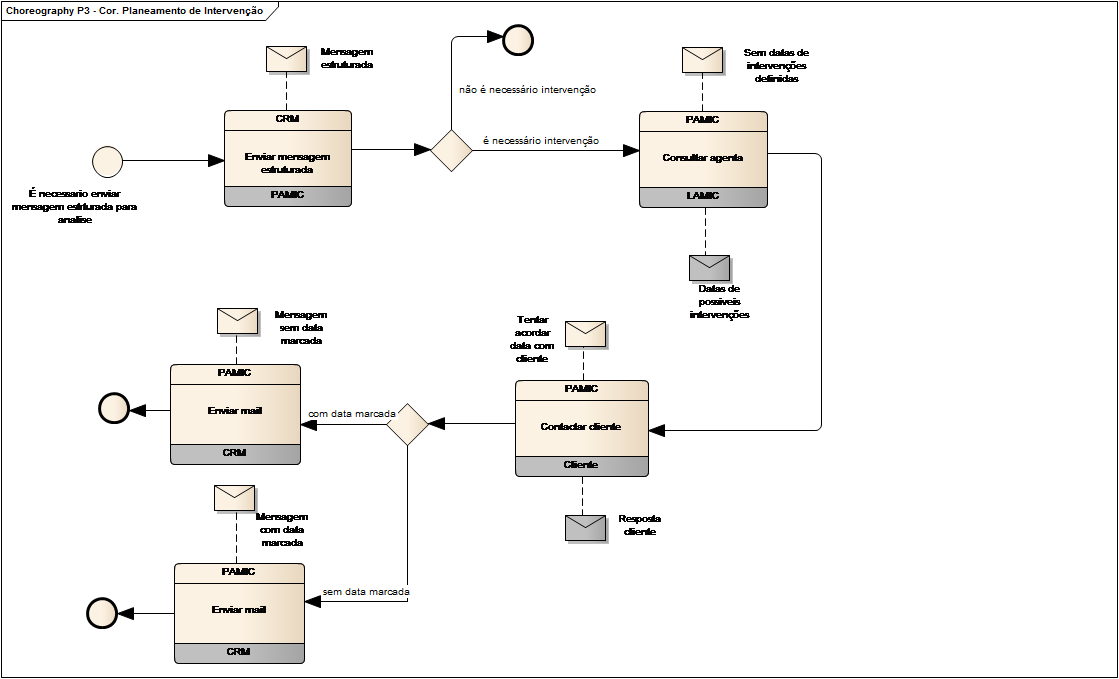 Choreography P3 - Cor. Planeamento de Intervenção
Mensagem
estruturada
Sem datas de
intervenções
definidas
não é necessário intervenção
CRM
Enviar mensagem
estruturada
PAMIC
é necessário intervenção
PAMIC
Consultar agenta
LAMIC
É necessario enviar
mensagem estriturada para
analise
Datas de
possiveis
intervenções
Mensagem
sem data
marcada
Tentar
acordar
data com
cliente
PAMIC
Enviar mail
CRM
com data marcada
PAMIC
Contactar cliente
Cliente
Mensagem
com data
marcada
Resposta
cliente
PAMIC
Enviar mail
CRM
sem data marcada